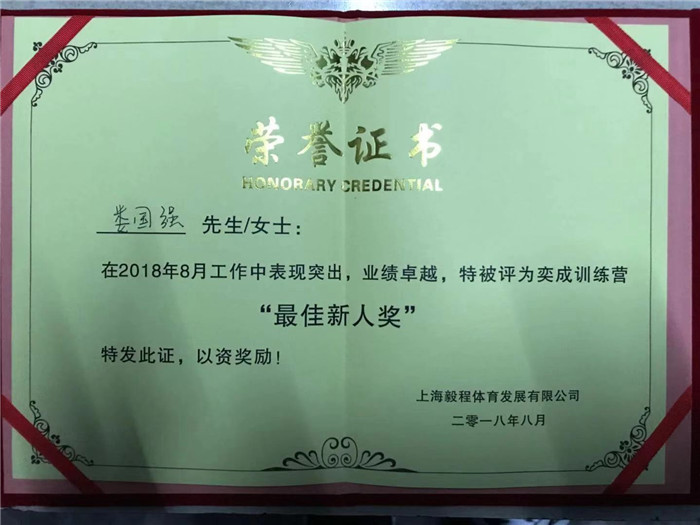 荣誉证书
HONORARY CREDENTIAL
娄国强 先生/女士：
在2018年8月工作中表现突出，业绩卓越，特被评为奕成训练营
“最佳新人奖”
特发此证，以资奖励！
上海毅程体育发展有限公司
二零一八年八月